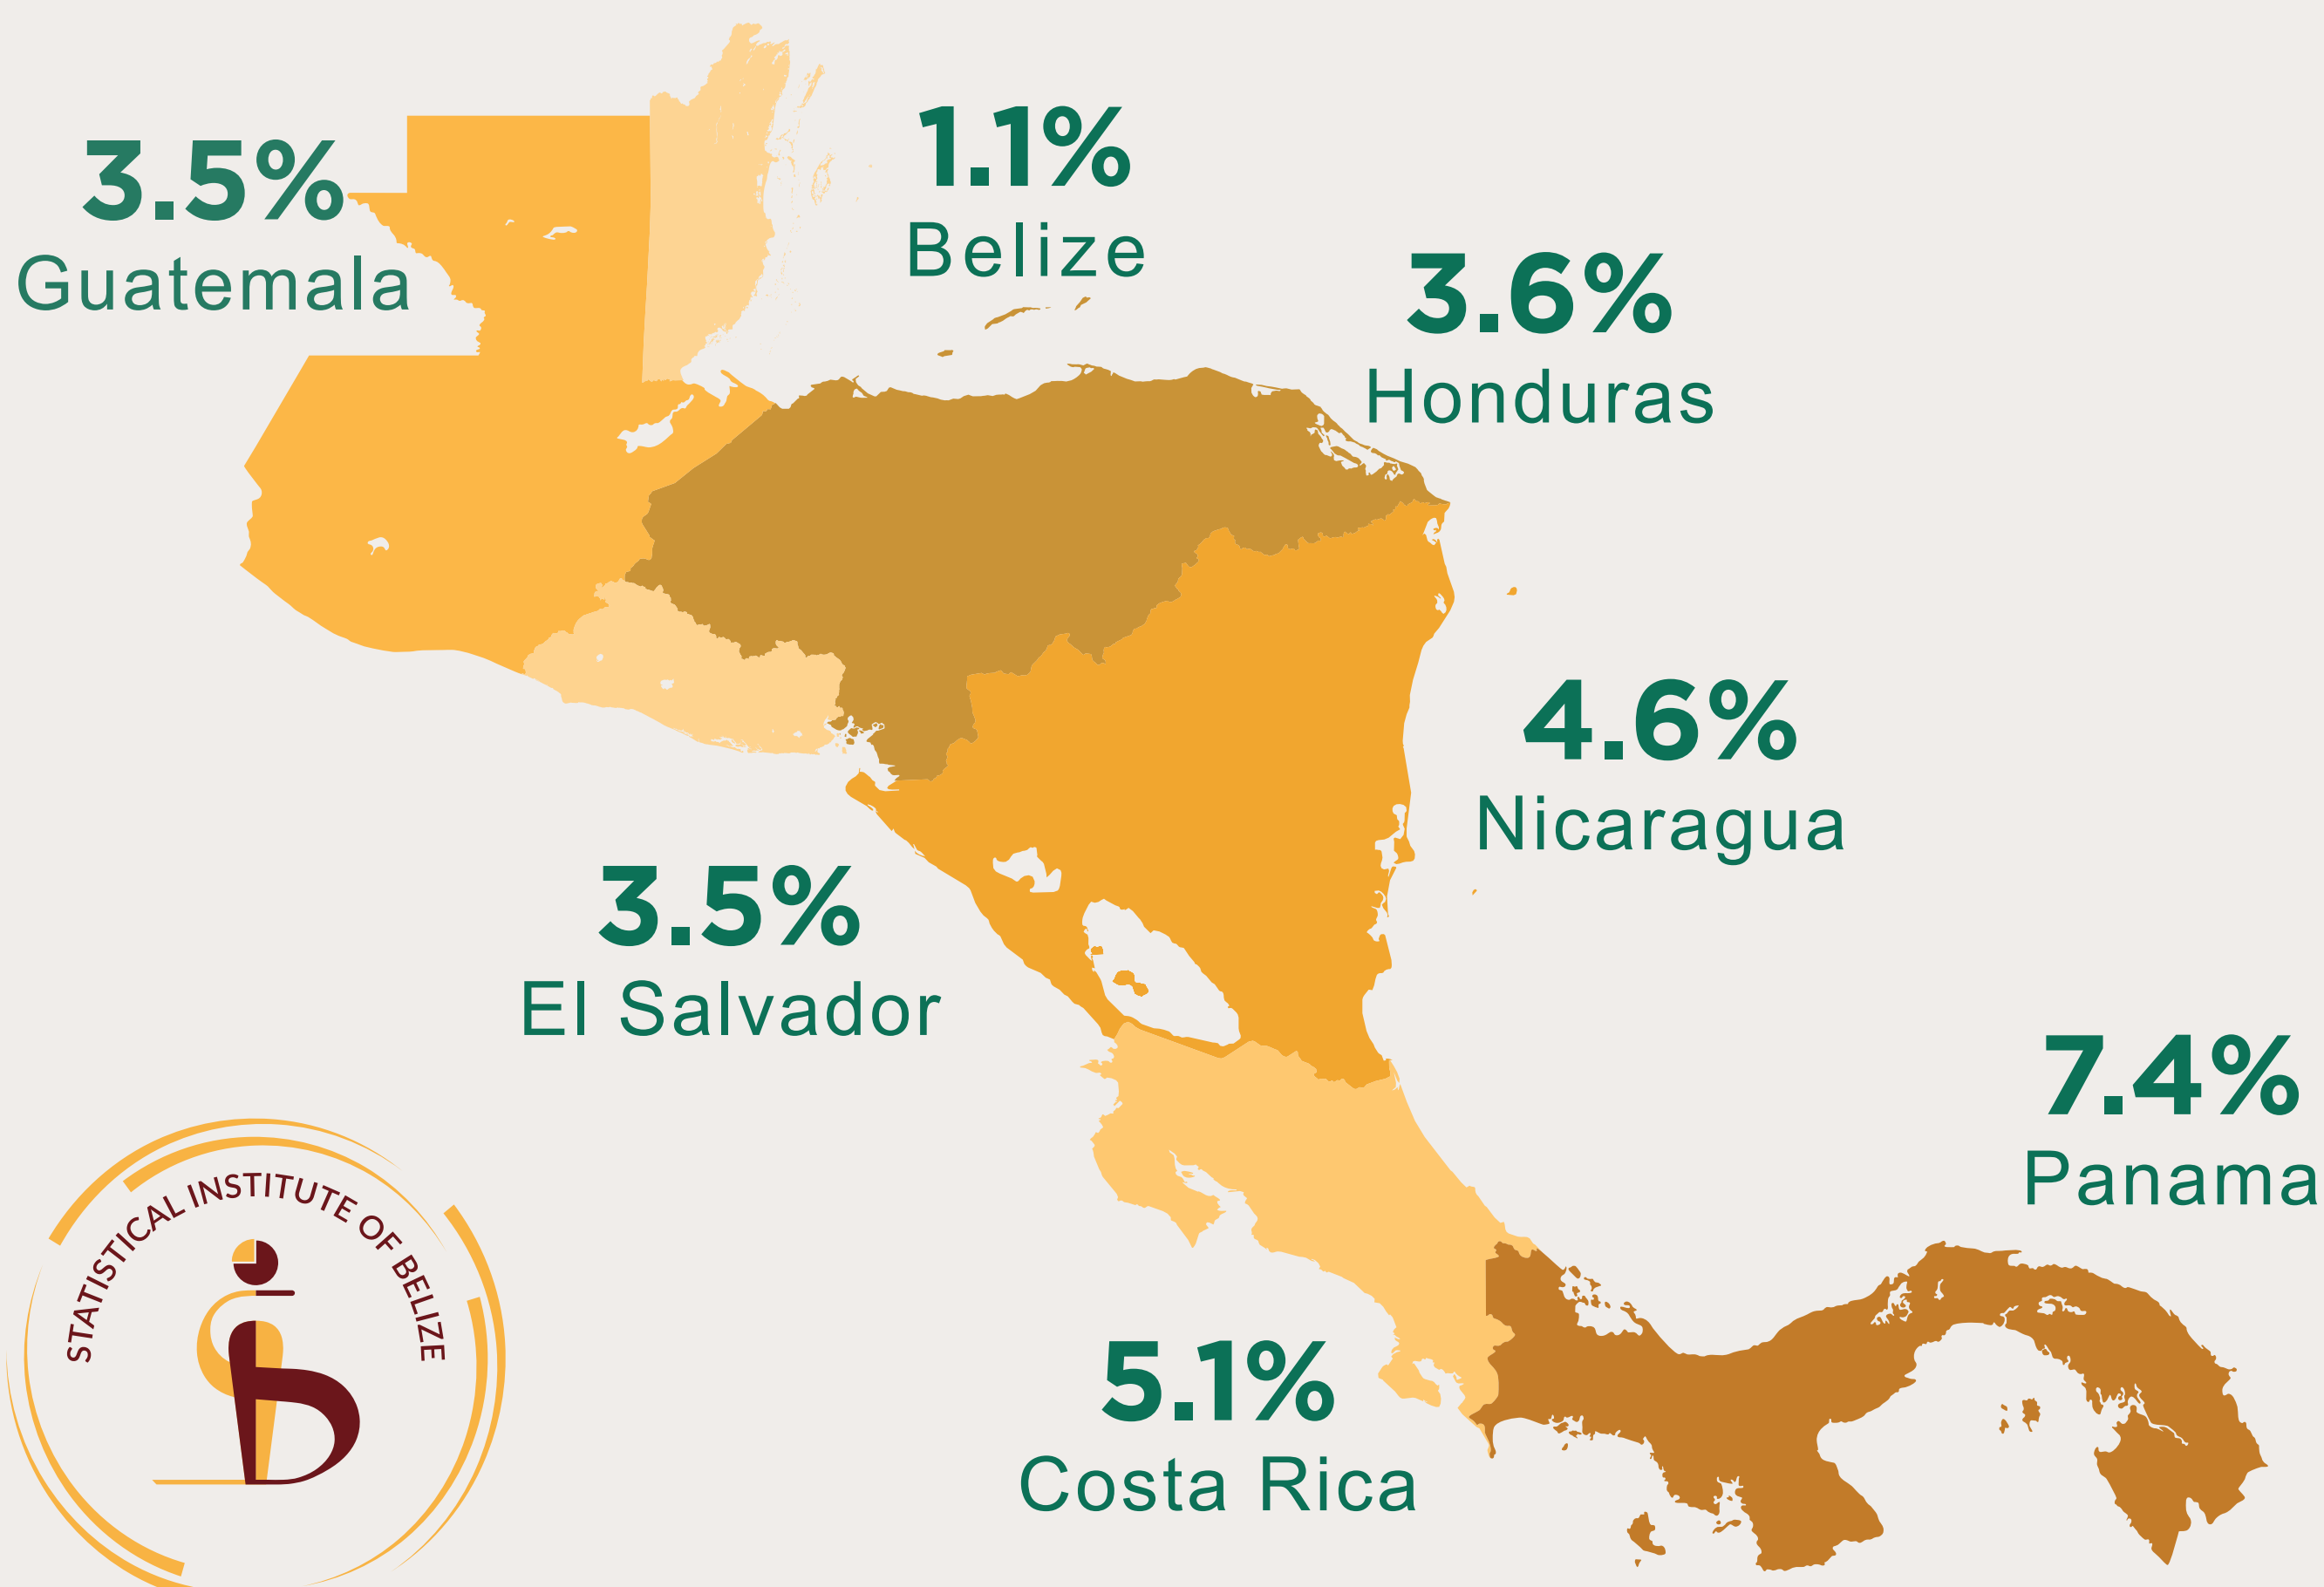 3.5%
Guatemala
1.1%
Belize
3.6%
Honduras
4.6%
Nicaragua
3.5%
El Salvador
7.4%
Panama
5.1%
Costa Rica
STATISTICAL INSTITUTE OF BELIZE